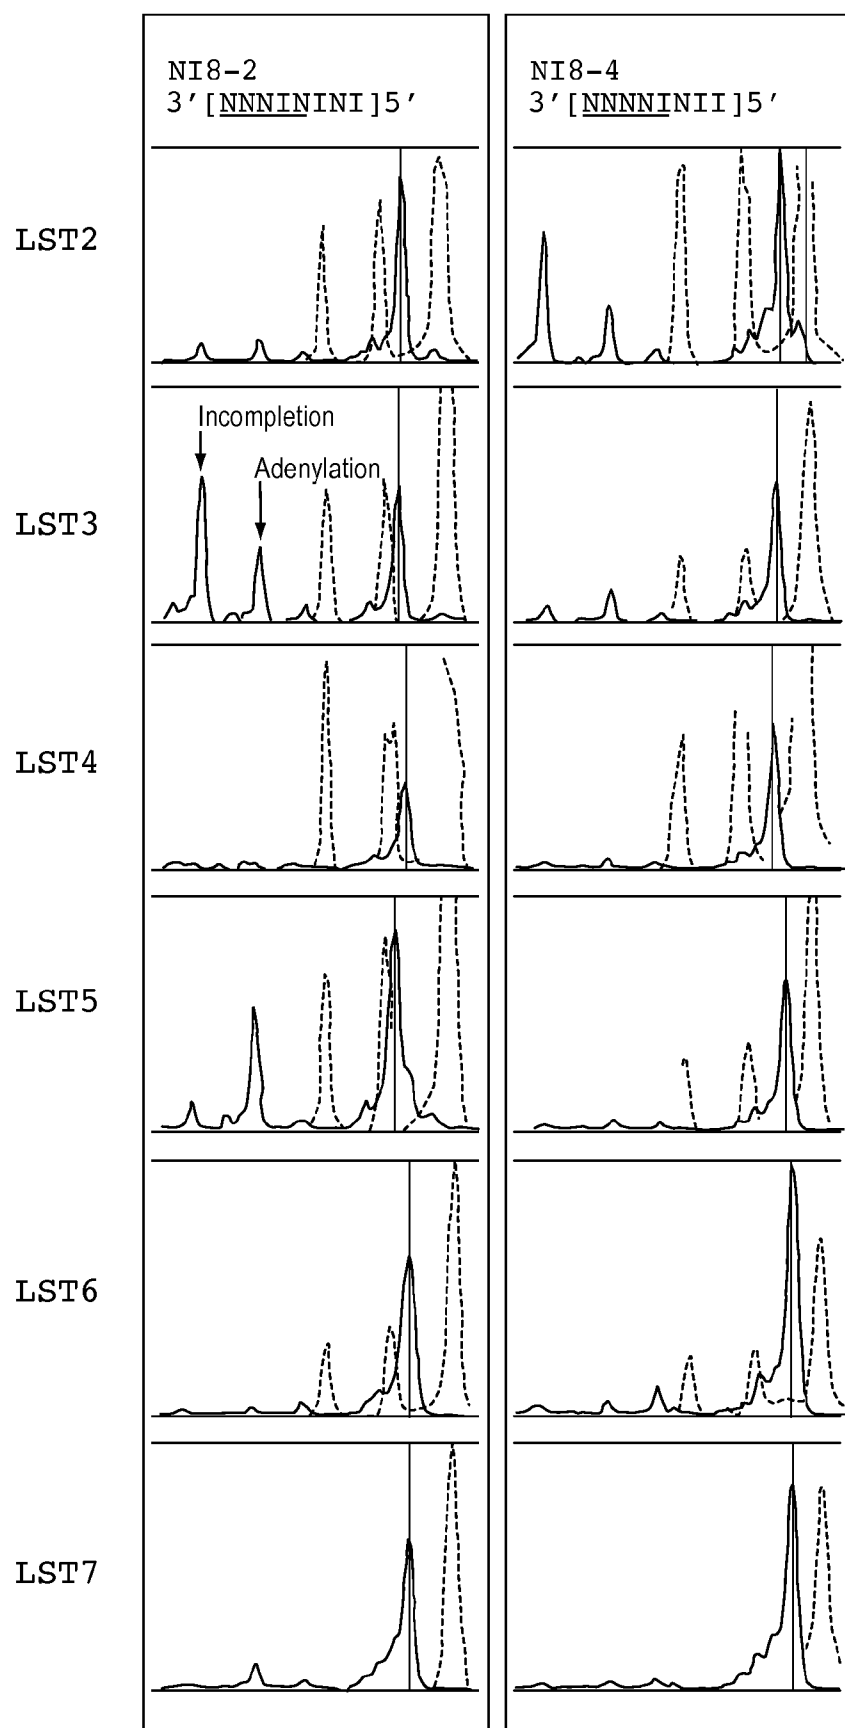 NI8-2
3′[NNNININI]5′
NI8-4
3′[NNNNINII]5′
LST2
LST3
Incompletion
Adenylation
LST4
LST5
LST6
LST7